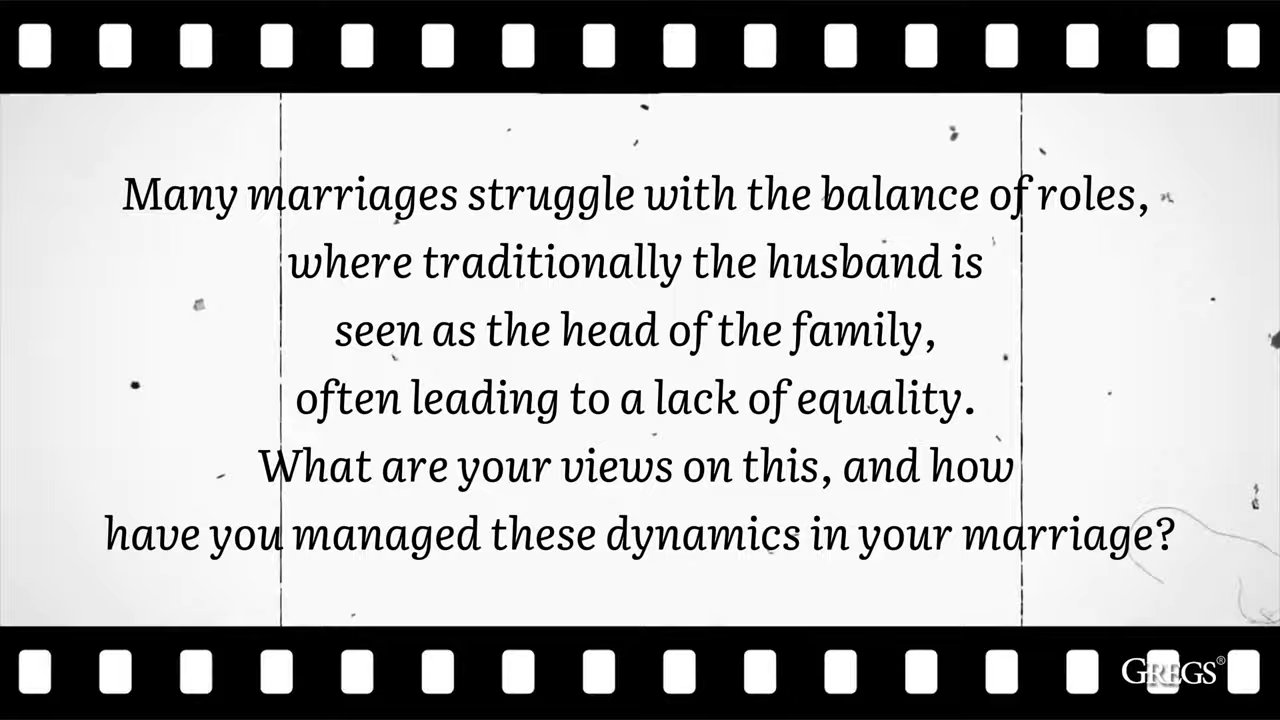 Many marriages struggle with the balance of roles,
where traditionally the husband is
seen as the head of the family,
often leading to a lack of equality.
What are your views on this, and how
have you managed these dynamics in your marriage?
GREGS®